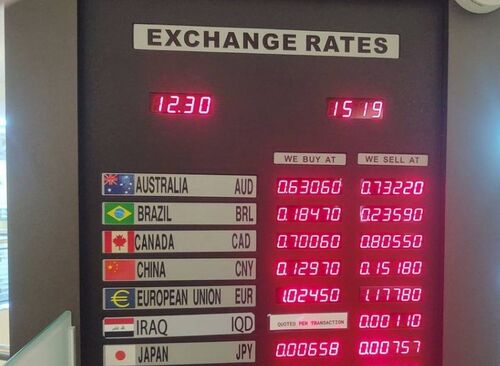 EXCHANGE RATES
12.30 15 19
WE BUY AT WE SELL AT
AUSTRALIA AUD 0.63060 0.73220
BRAZIL BRL 0.18470 0.23590
CANADA CAD 0.70060 0.80550
CHINA CNY 0.12970 0.15180
EUROPEAN UNION EUR 1.02450 1.17780
IRAQ IQD QUOTED PER TRANSACTION 0.00110
JAPAN JPY 0.00658 0.00757